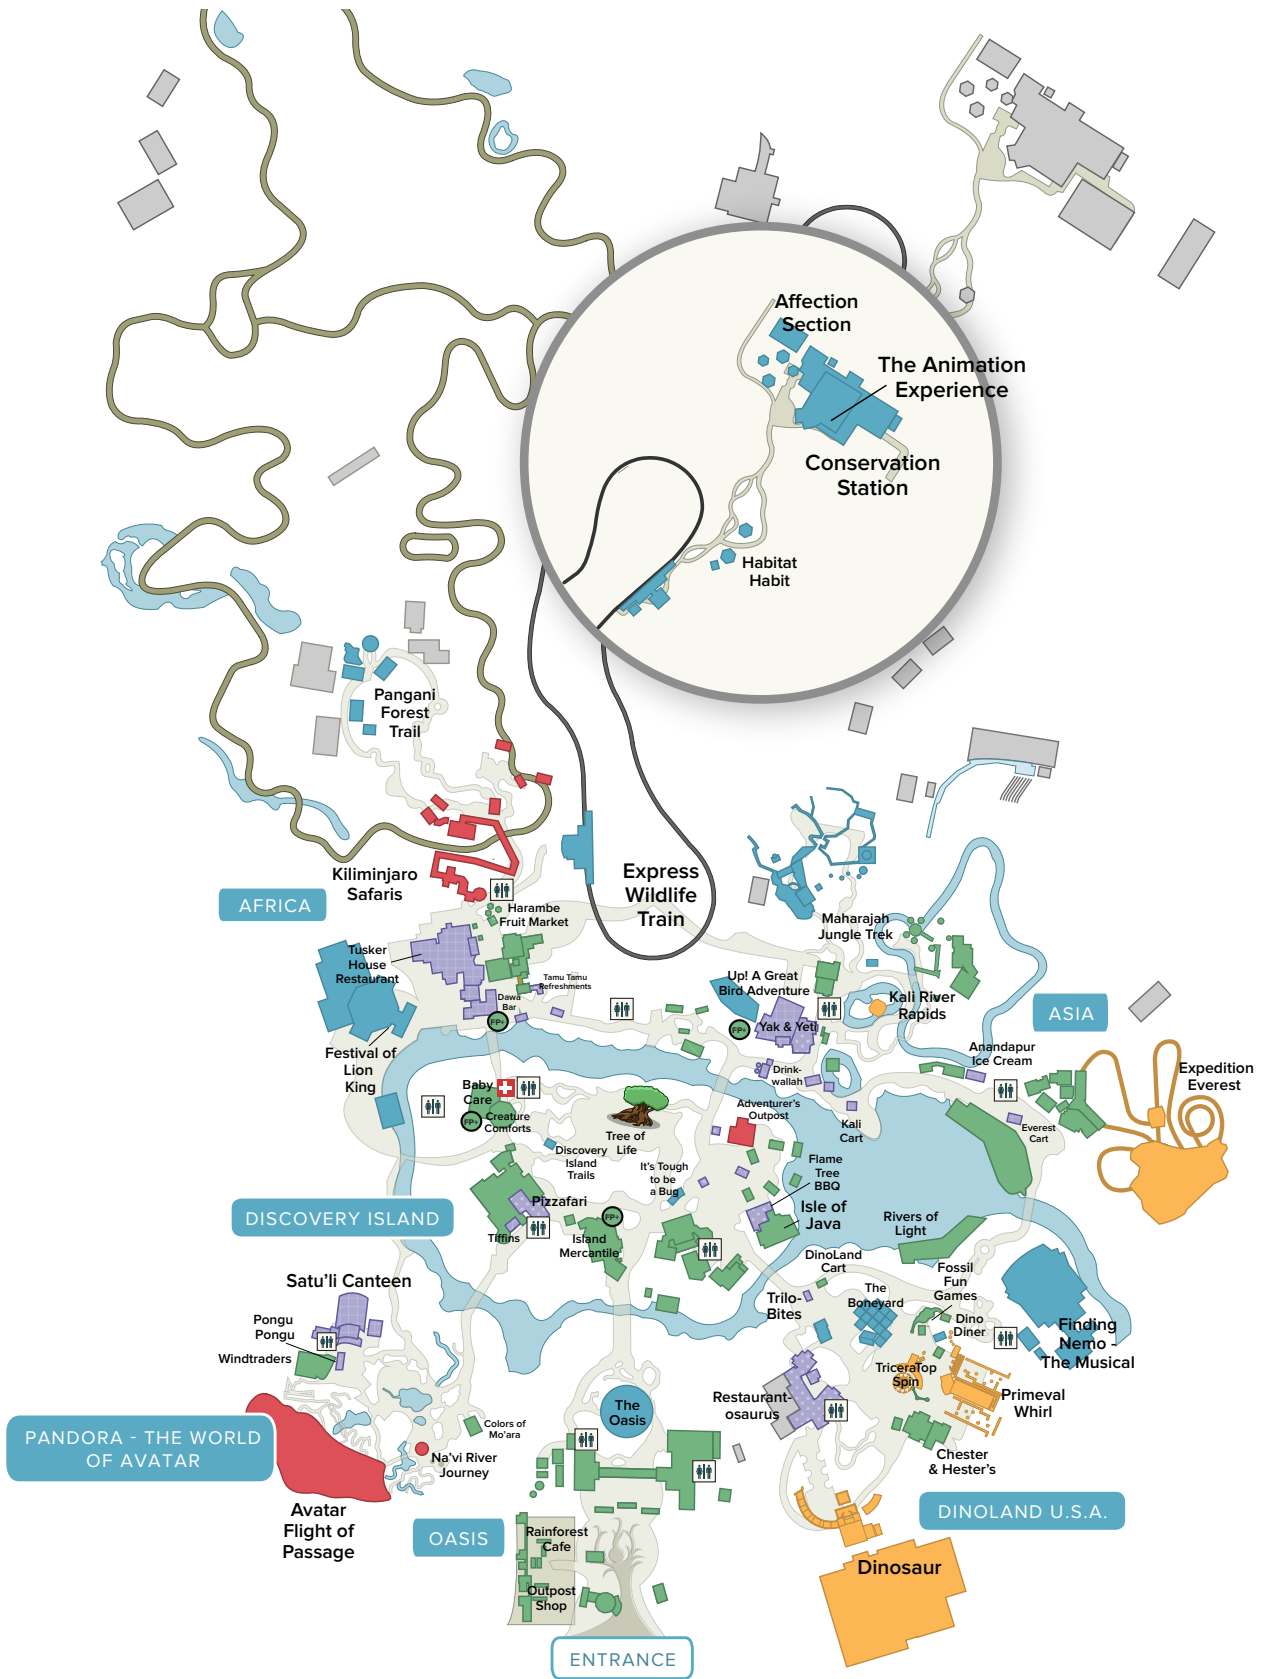 Affection
Section
The Animation
Experience
Conservation
Station
Habitat
Habit
Pangani
Forest
Trail
Kiliminjaro
Safaris
AFRICA
Express
Wildlife
Train
Harambe
Fruit Market
Tusker
House
Restaurant
Tamu Tamu
Refreshments
Dawa
Bar
FP+
Festival of
Lion
King
Maharajah
Jungle Trek
Up! A Great
Bird Adventure
FP+
Yak & Yeti
Kali River
Rapids
ASIA
Anandapur
Ice Cream
Expedition
Everest
Everest
Cart
Drink-
wallah
Kali
Cart
Baby
Care
FP+
Creature
Comforts
Tree of
Life
Adventurer's
Outpost
Discovery
Island
Trails
It's Tough
to be
a Bug
Flame
Tree
BBQ
Isle of
Java
Pizzafari
Tiffins
FP+
Island
Mercantile
DISCOVERY ISLAND
Rivers of
Light
DinoLand
Cart
Fossil
Fun
Games
The
Boneyard
Trilo-
Bites
Dino
Diner
Finding
Nemo -
The Musical
TriceraTop
Spin
Primeval
Whirl
Restaurant-
osaurus
Chester
& Hester's
DINOLAND U.S.A.
Dinosaur
Satu'li Canteen
Pongu
Pongu
Windtraders
PANDORA - THE WORLD
OF AVATAR
Colors of
Mo'ara
Na'vi River
Journey
Avatar
Flight of
Passage
The
Oasis
OASIS
Rainforest
Cafe
Outpost
Shop
ENTRANCE